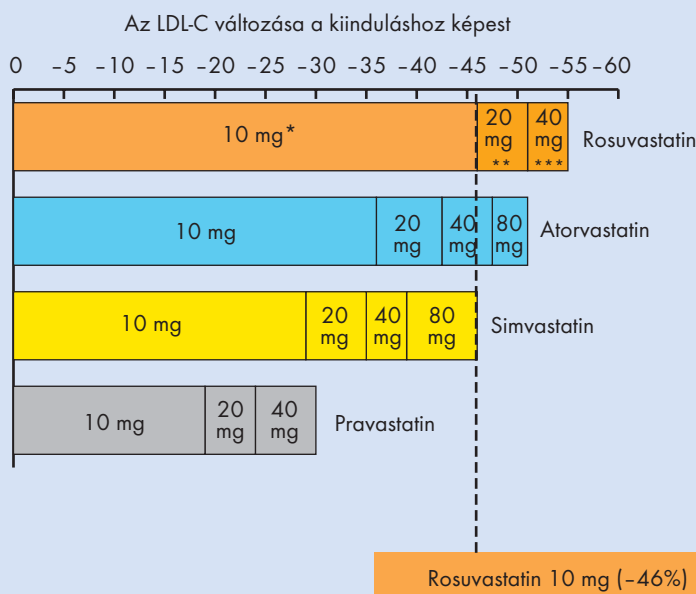 Az LDL-C változása a kiinduláshoz képest
0 –5 –10 –15 –20 –25 –30 –35 –40 –46 –50 –55 –60
10 mg*
20 mg **
40 mg ***
Rosuvastatin
10 mg
20 mg
40 mg
80 mg
Atorvastatin
10 mg
20 mg
40 mg
80 mg
Simvastatin
10 mg
20 mg
40 mg
Pravastatin
Rosuvastatin 10 mg (–46%)